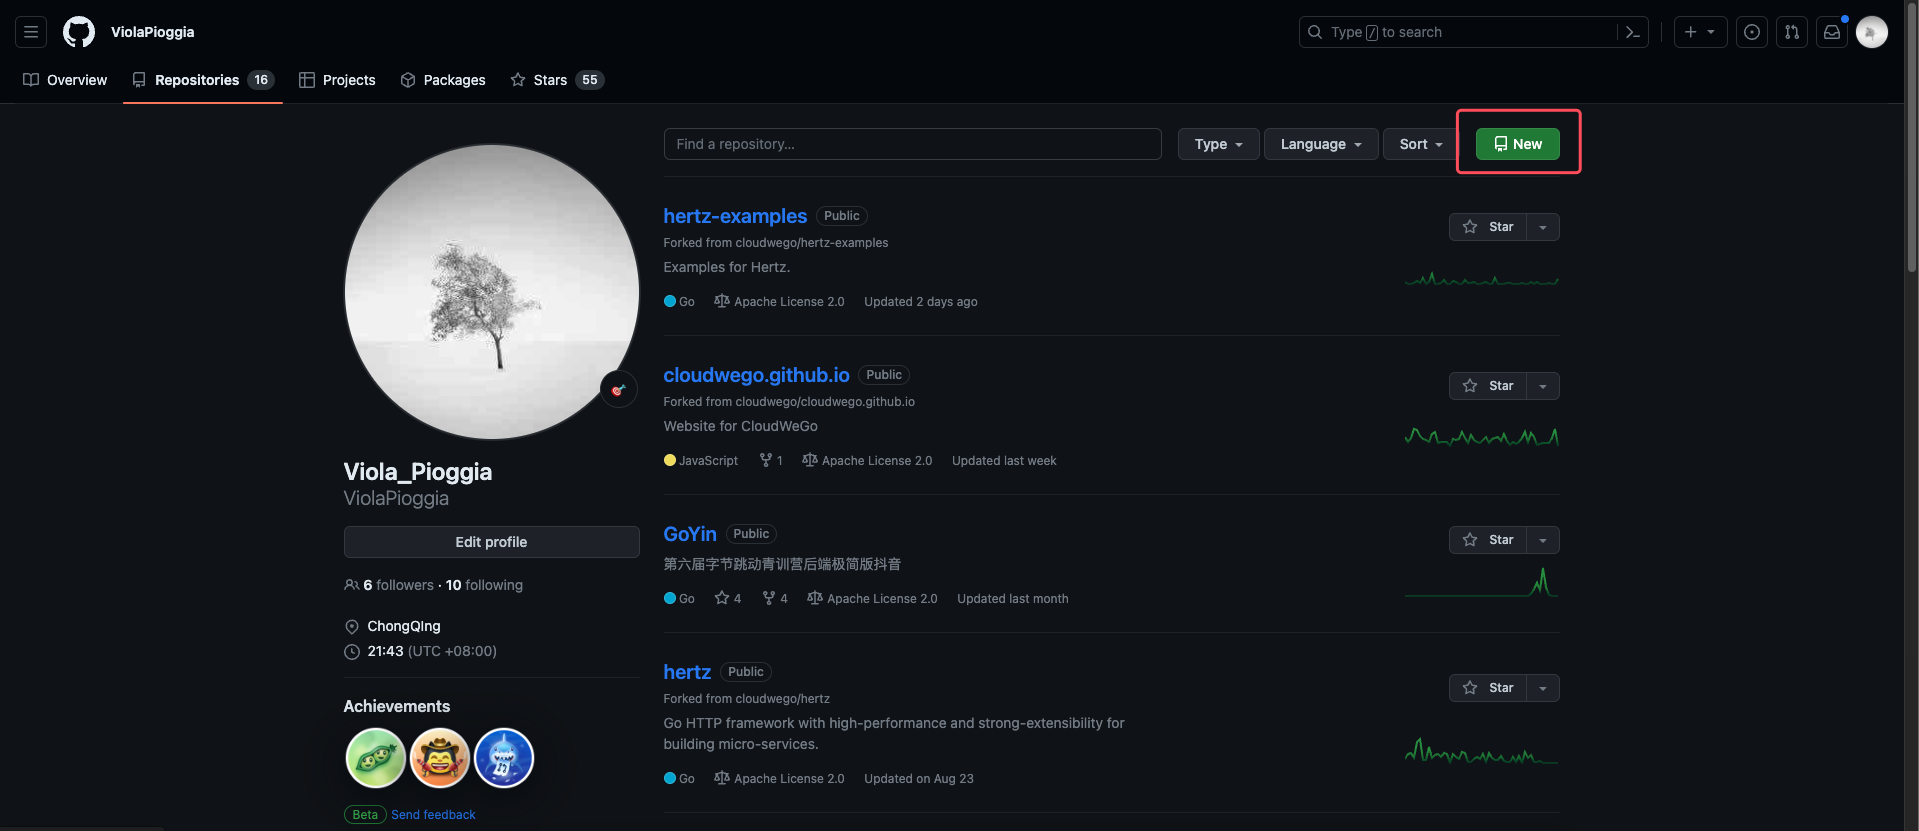 ViolaPioggia
Type / to search
Overview
Repositories 16
Projects
Packages
Stars 55
Find a repository...
Type
Language
Sort
New
Viola_Pioggia
ViolaPioggia
Edit profile
6 followers · 10 following
ChongQIng
21:43 (UTC +08:00)
Achievements
Beta Send feedback
hertz-examples Public
Forked from cloudwego/hertz-examples
Examples for Hertz.
Go Apache License 2.0 Updated 2 days ago
Star
cloudwego.github.io Public
Forked from cloudwego/cloudwego.github.io
Website for CloudWeGo
JavaScript 1 Apache License 2.0 Updated last week
Star
GoYin Public
第六届字节跳动青训营后端极简版抖音
Go 4 4 Apache License 2.0 Updated last month
Star
hertz Public
Forked from cloudwego/hertz
Go HTTP framework with high-performance and strong-extensibility for
building micro-services.
Go Apache License 2.0 Updated on Aug 23
Star